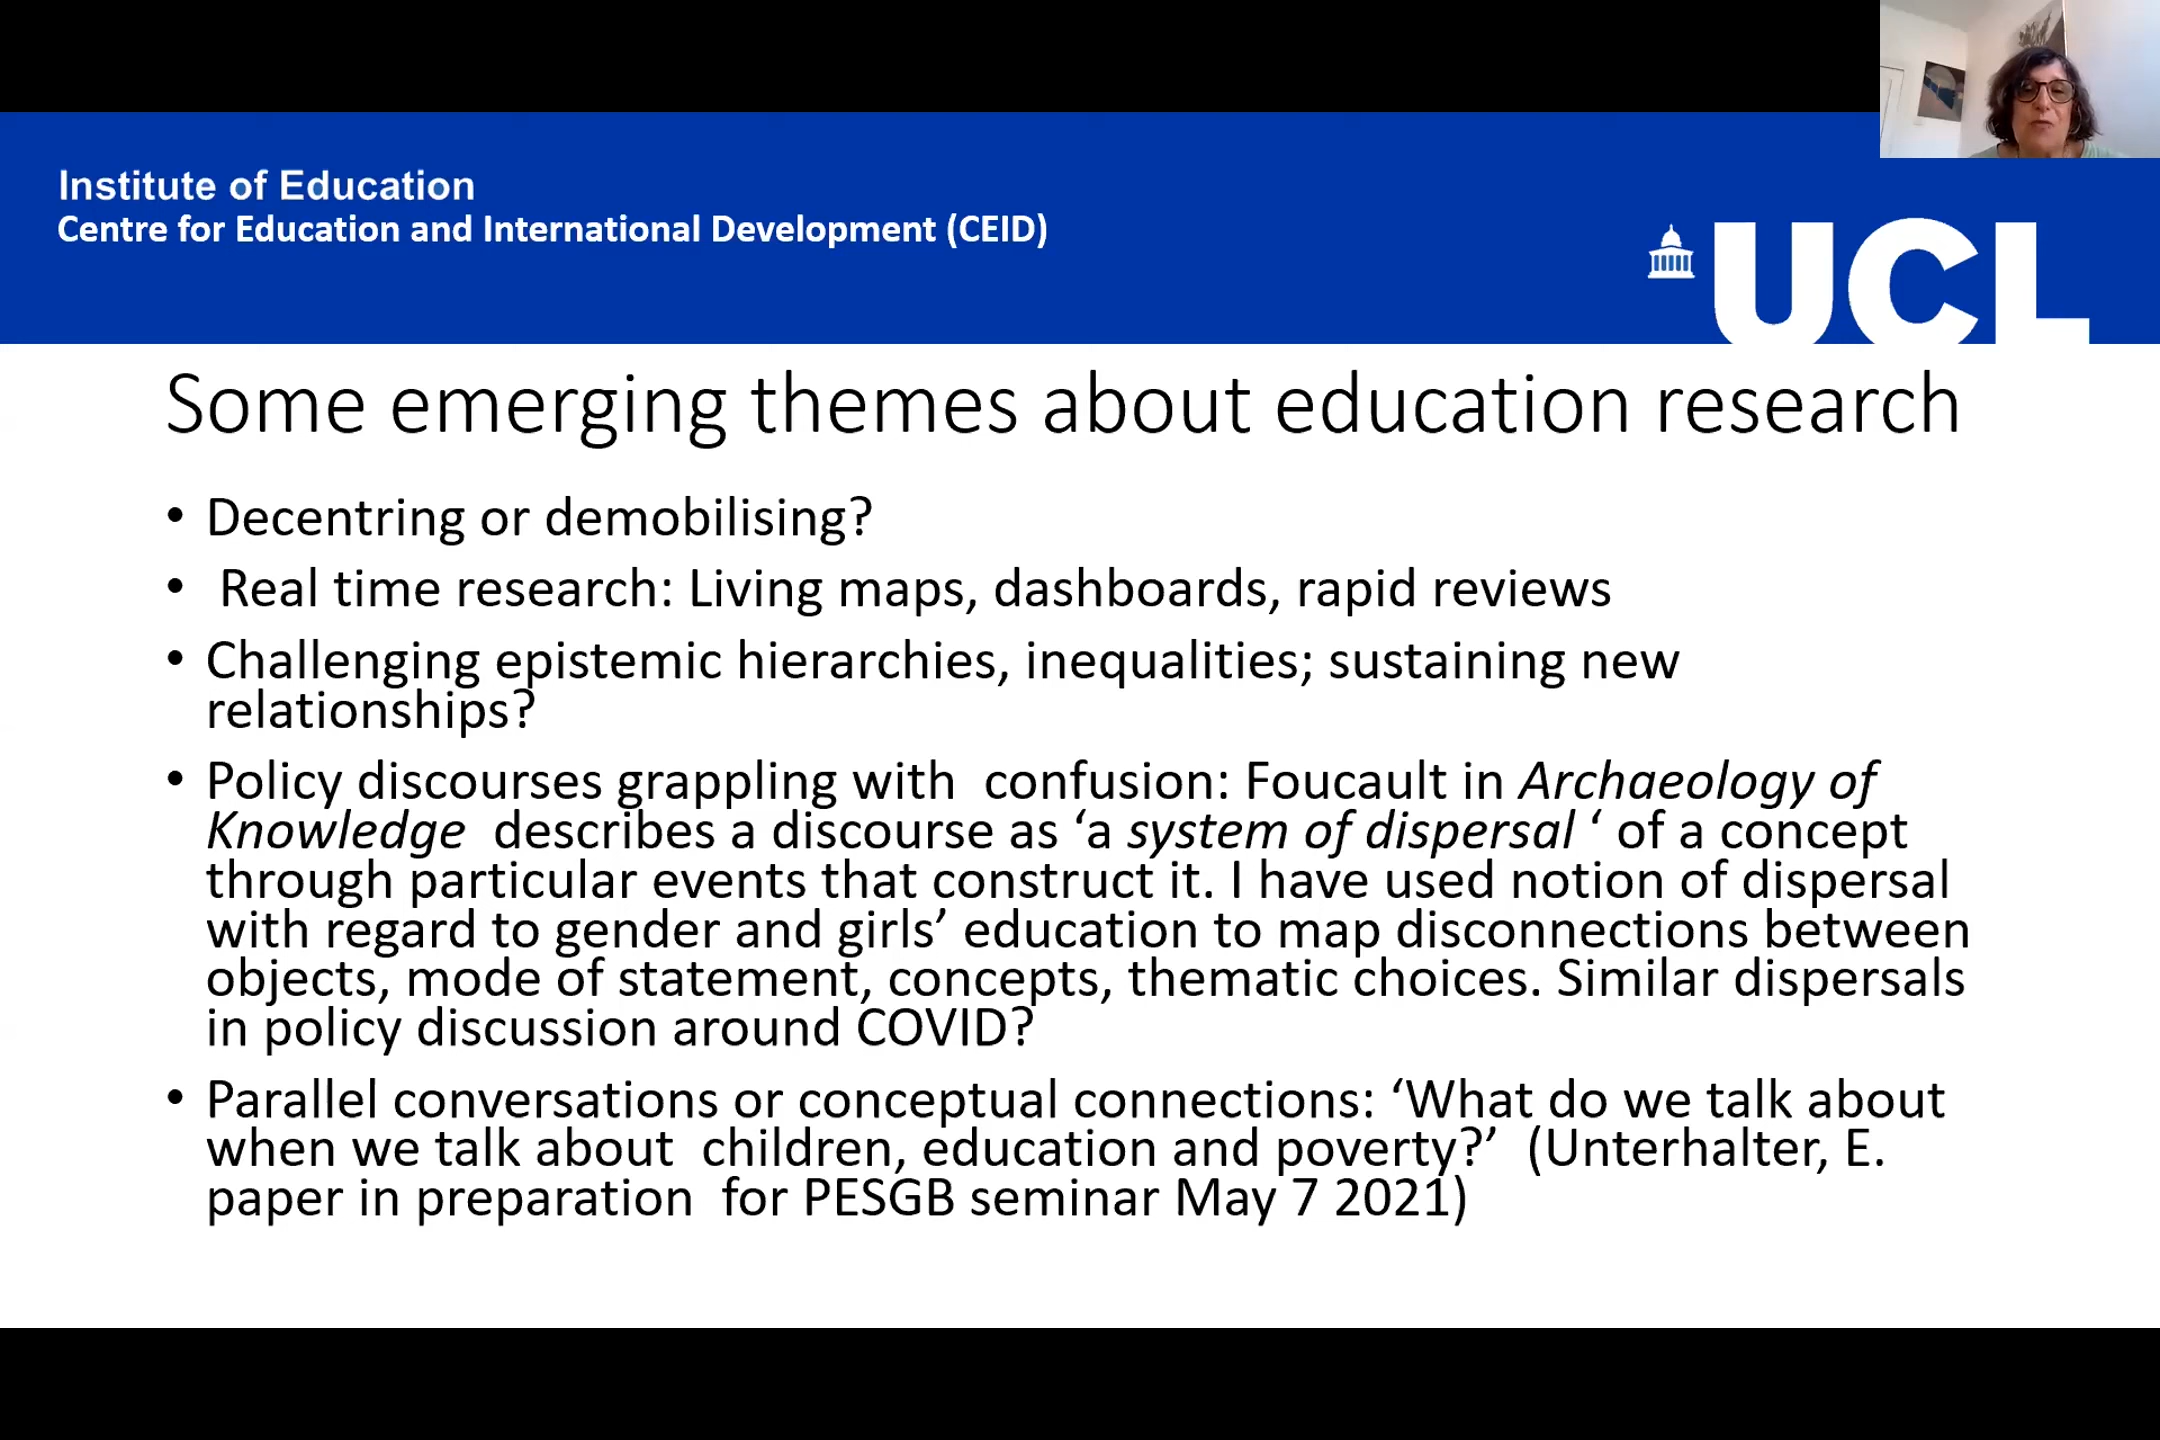 Institute of Education
Centre for Education and International Development (CEID)
UCL
Some emerging themes about education research
• Decentring or demobilising?
• Real time research: Living maps, dashboards, rapid reviews
• Challenging epistemic hierarchies, inequalities; sustaining new
relationships?
• Policy discourses grappling with confusion: Foucault in Archaeology of
Knowledge describes a discourse as ‘a system of dispersal ‘ of a concept
through particular events that construct it. I have used notion of dispersal
with regard to gender and girls’ education to map disconnections between
objects, mode of statement, concepts, thematic choices. Similar dispersals
in policy discussion around COVID?
• Parallel conversations or conceptual connections: ‘What do we talk about
when we talk about children, education and poverty?’ (Unterhalter, E.
paper in preparation for PESGB seminar May 7 2021)